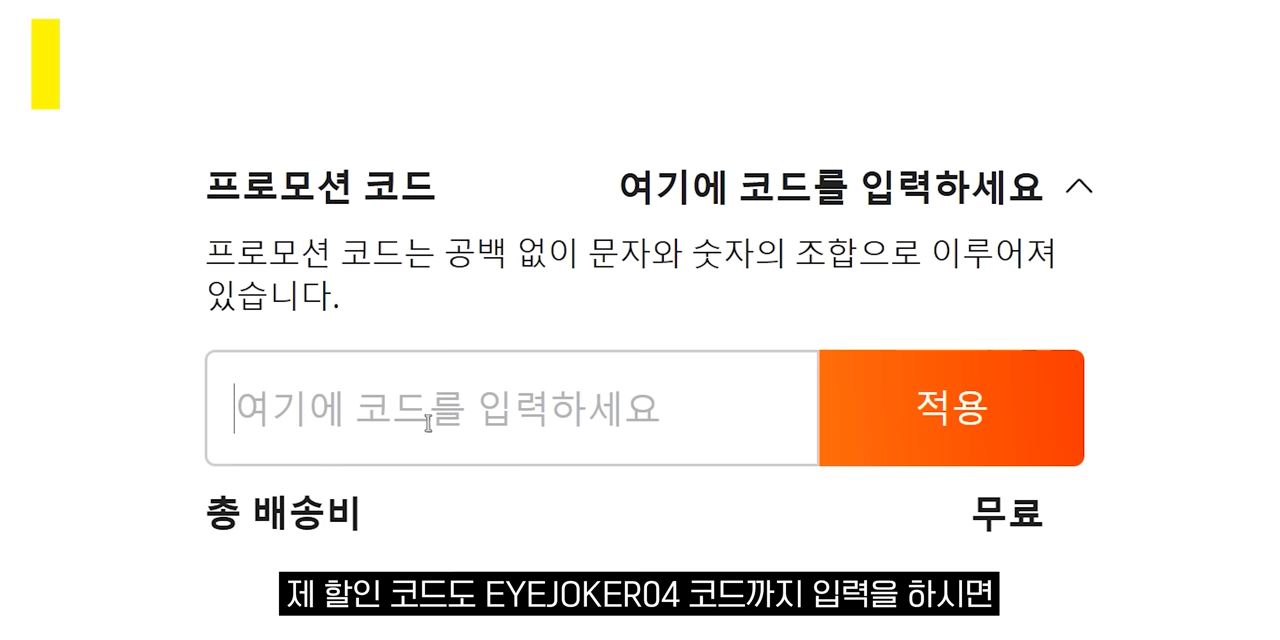 프로모션 코드 여기에 코드를 입력하세요
프로모션 코드는 공백 없이 문자와 숫자의 조합으로 이루어져
있습니다.
여기에 코드를 입력하세요 적용
총 배송비 무료
제 할인 코드도 EYEJOKER04 코드까지 입력을 하시면